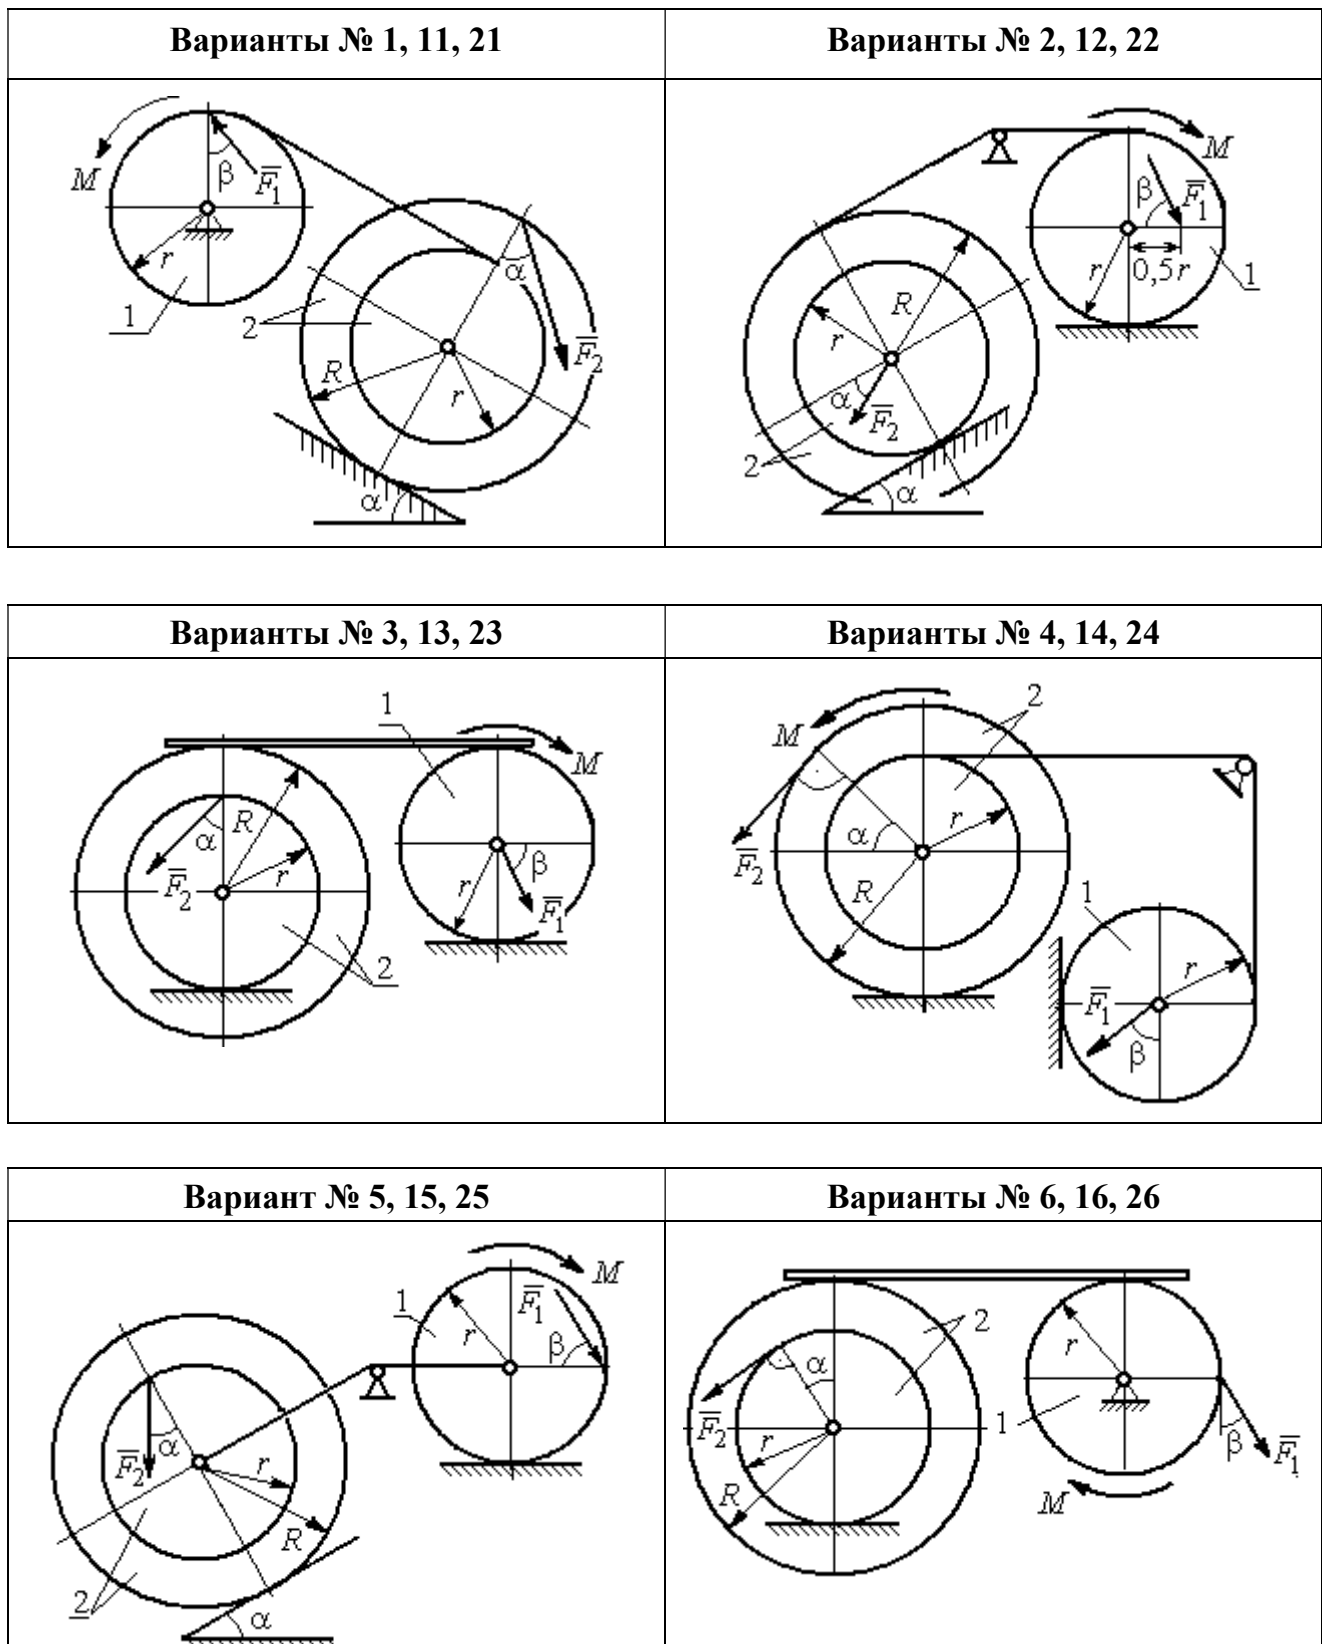 Варианты № 1, 11, 21
Варианты № 2, 12, 22
M
F₁
β
r
1
2
α
F₂
R
r
α
M
β
F₁
r
0,5r
1
R
r
α
F₂
2
α
Варианты № 3, 13, 23
Варианты № 4, 14, 24
1
M
R
α
F₂
r
β
r
F₁
2
2
M
r
α
F₂
R
1
r
F₁
β
Вариант № 5, 15, 25
Варианты № 6, 16, 26
M
F₁
1
r
β
α
F₂
r
R
2
α
2
r
α
F₂
r
1
R
β
F₁
M